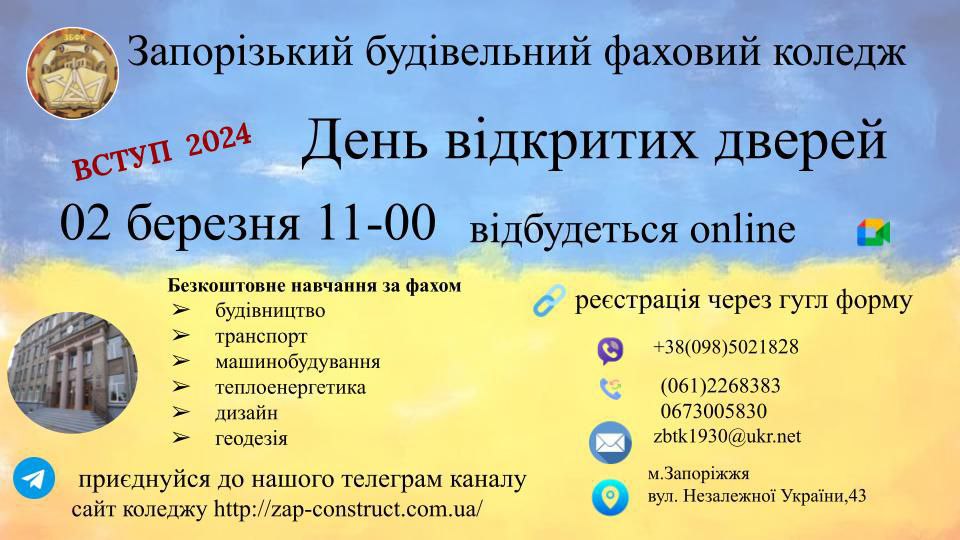 ЗБФК
Запорізький будівельний фаховий коледж
ВСТУП 2024
День відкритих дверей
02 березня 11-00 відбудеться online
Безкоштовне навчання за фахом
➢ будівництво
➢ транспорт
➢ машинобудування
➢ теплоенергетика
➢ дизайн
➢ геодезія
приєднуйся до нашого телеграм каналу
сайт коледжу http://zap-construct.com.ua/
реєстрація через гугл форму
+38(098)5021828
(061)2268383
0673005830
zbtk1930@ukr.net
м.Запоріжжя
вул. Незалежної України,43